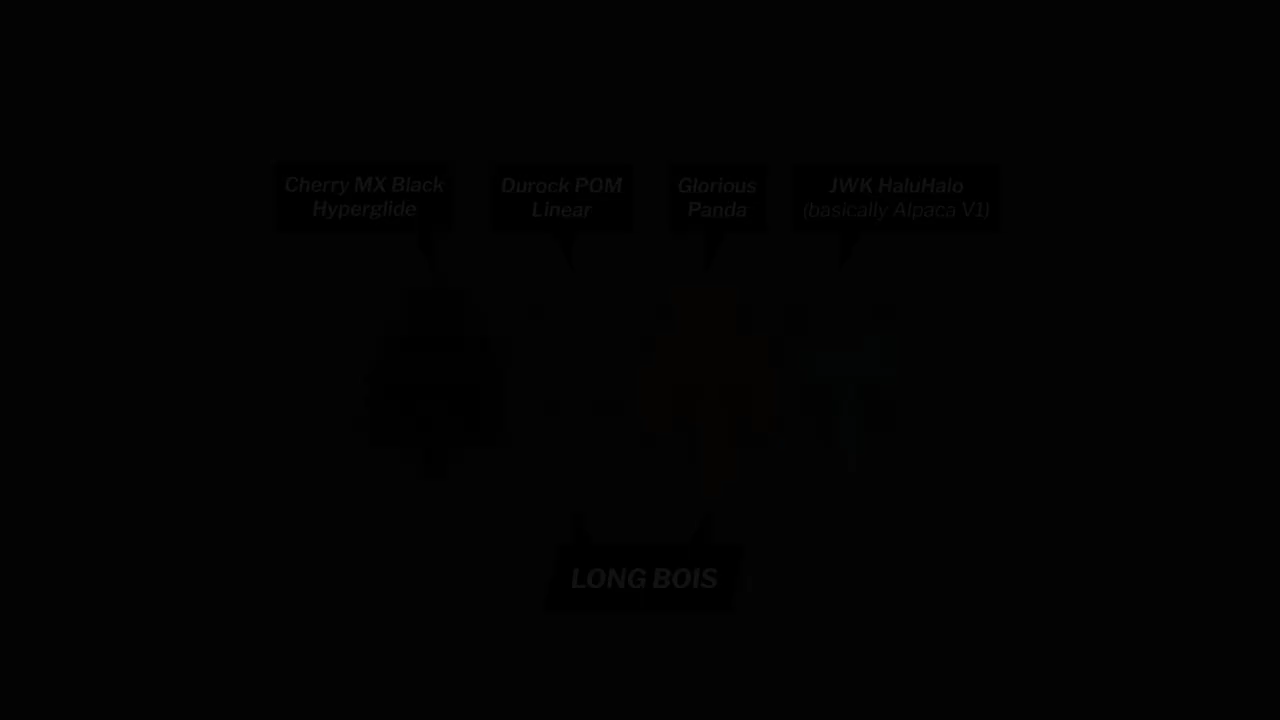 Cherry MX Black
Hyperglide
Durock POM
Linear
Glorious
Panda
JWK HaluHalo
(basically Alpaca V1)
LONG BOIS